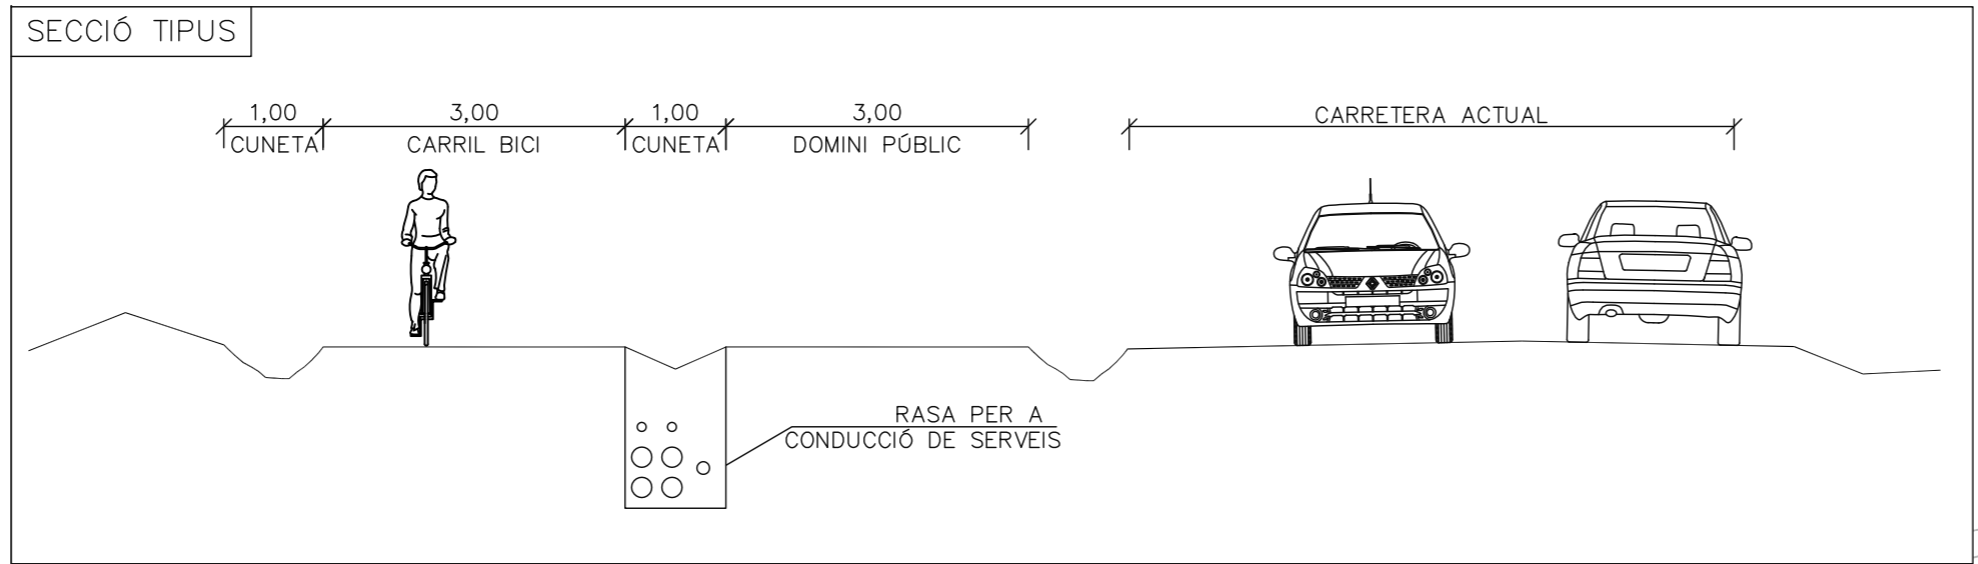 SECCIÓ TIPUS
1,00 3,00 1,00 3,00 CARRETERA ACTUAL
CUNETA CARRIL BICI CUNETA DOMINI PÚBLIC
RASA PER A
CONDUCCIÓ DE SERVEIS